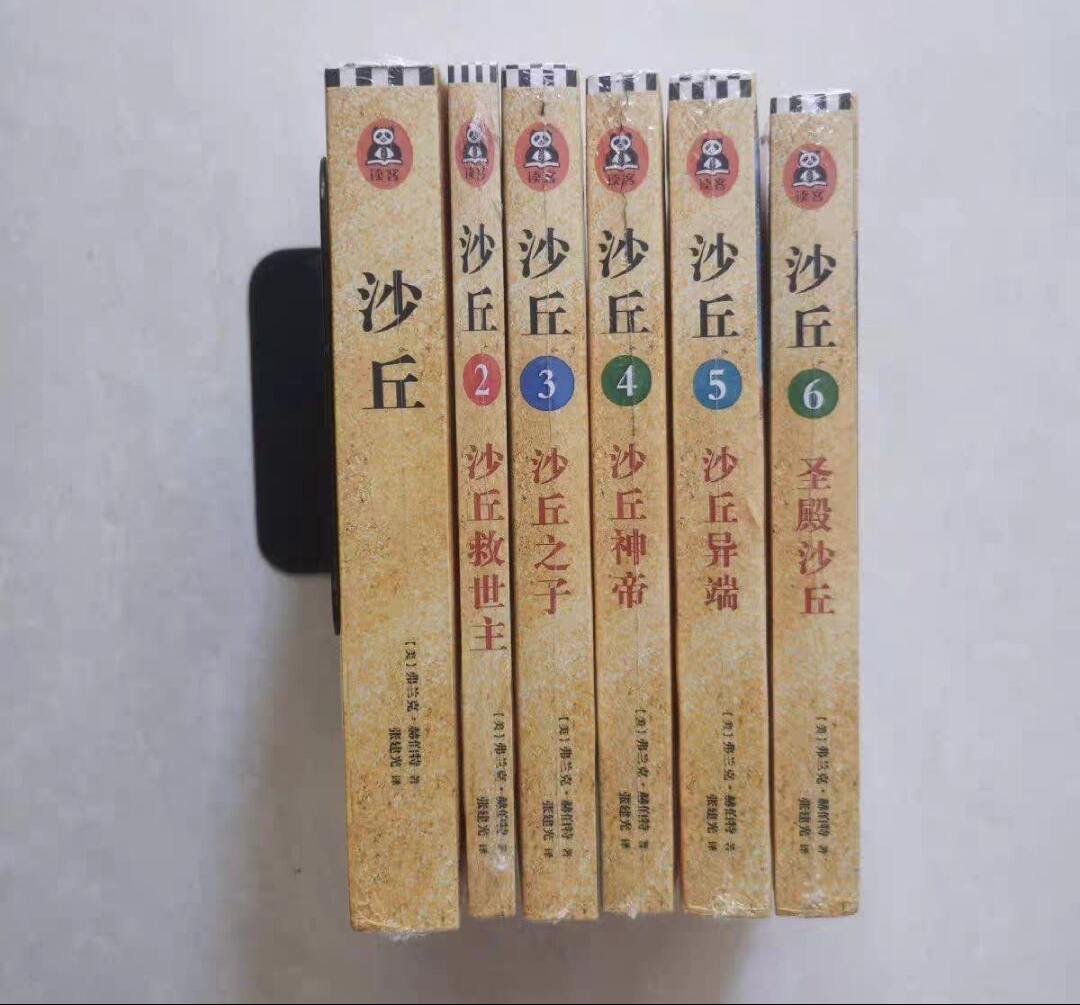 读客
沙丘
[美]弗兰克·赫伯特 著
张建光 译
读客
沙丘
2
沙丘救世主
[美]弗兰克·赫伯特 著
张建光 译
读客
沙丘
3
沙丘之子
[美]弗兰克·赫伯特 著
张建光 译
读客
沙丘
4
沙丘神帝
[美]弗兰克·赫伯特 著
张建光 译
读客
沙丘
5
沙丘异端
[美]弗兰克·赫伯特 著
张建光 译
读客
沙丘
6
圣殿沙丘
[美]弗兰克·赫伯特 著
张建光 译